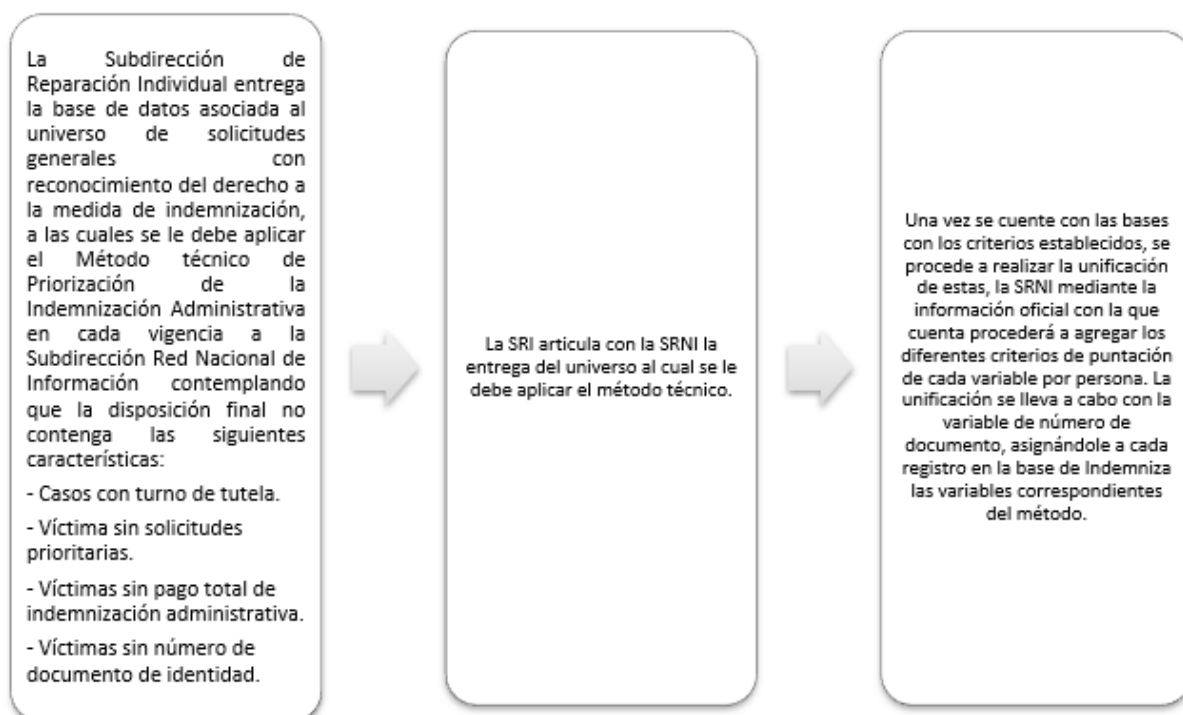 La Subdirección de
Reparación Individual entrega
la base de datos asociada al
universo de solicitudes
generales con
reconocimiento del derecho a
la medida de indemnización,
a las cuales se le debe aplicar
el Método técnico de
Priorización de la
Indemnización Administrativa
en cada vigencia a la
Subdirección Red Nacional de
Información contemplando
que la disposición final no
contenga las siguientes
características:
- Casos con turno de tutela.
- Víctima sin solicitudes
prioritarias.
- Víctimas sin pago total de
indemnización administrativa.
- Víctimas sin número de
documento de identidad.
La SRI articula con la SRNI la
entrega del universo al cual se le
debe aplicar el método técnico.
Una vez se cuente con las bases
con los criterios establecidos, se
procede a realizar la unificación
de estas, la SRNI mediante la
información oficial con la que
cuenta procederá a agregar los
diferentes criterios de puntación
de cada variable por persona. La
unificación se lleva a cabo con la
variable de número de
documento, asignándole a cada
registro en la base de Indemniza
las variables correspondientes
del método.